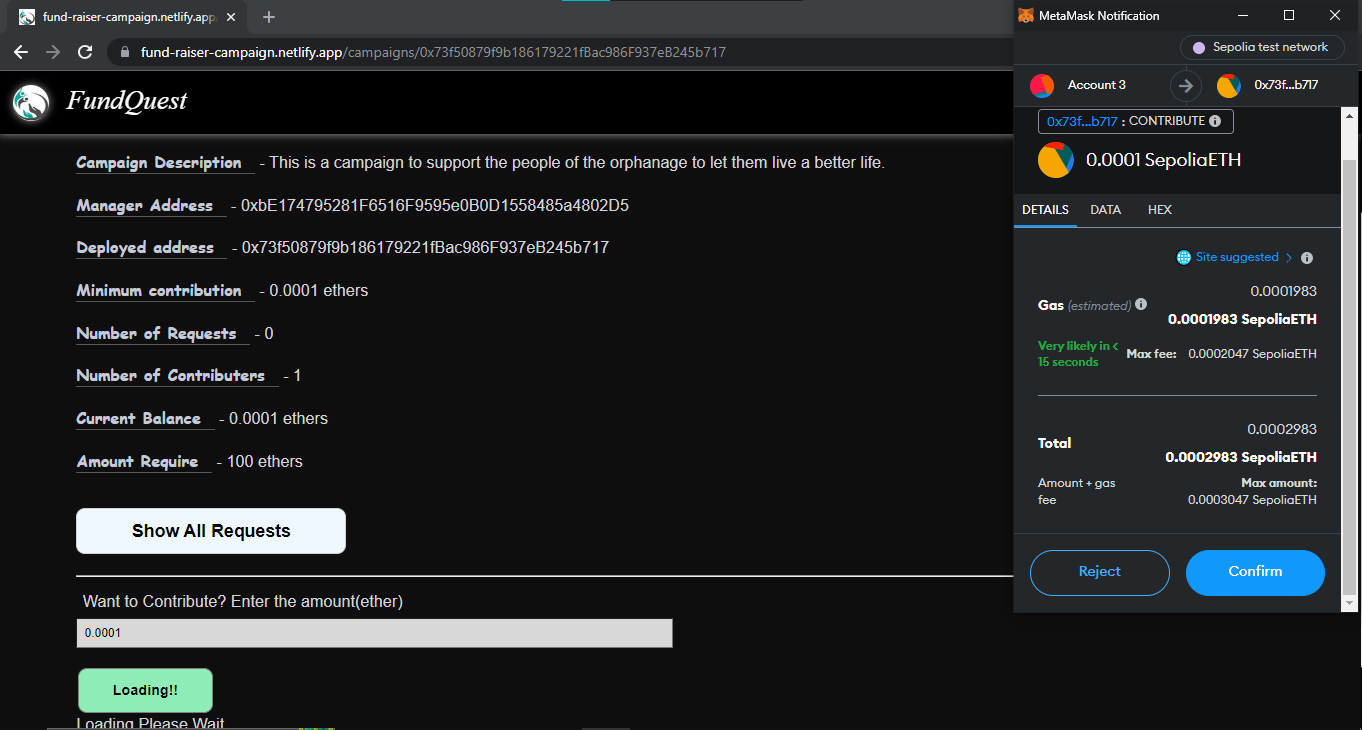 fund-raiser-campaign.netlify.app
fund-raiser-campaign.netlify.app/campaigns/0x73f50879f9b186179221fBac986F937eB245b717
FundQuest
Campaign Description - This is a campaign to support the people of the orphanage to let them live a better life.
Manager Address - 0xbE174795281F6516F9595e0B0D1558485a4802D5
Deployed address - 0x73f50879f9b186179221fBac986F937eB245b717
Minimum contribution - 0.0001 ethers
Number of Requests - 0
Number of Contributers - 1
Current Balance - 0.0001 ethers
Amount Require - 100 ethers
Show All Requests
Want to Contribute? Enter the amount(ether)
0.0001
Loading!!
Loading Please Wait
MetaMask Notification
Sepolia test network
Account 3
0x73f...b717
0x73f...b717 : CONTRIBUTE
0.0001 SepoliaETH
DETAILS DATA HEX
Site suggested >
0.0001983
Gas (estimated)
0.0001983 SepoliaETH
Very likely in <
15 seconds
Max fee: 0.0002047 SepoliaETH
0.0002983
Total
0.0002983 SepoliaETH
Amount + gas
fee
Max amount:
0.0003047 SepoliaETH
Reject
Confirm